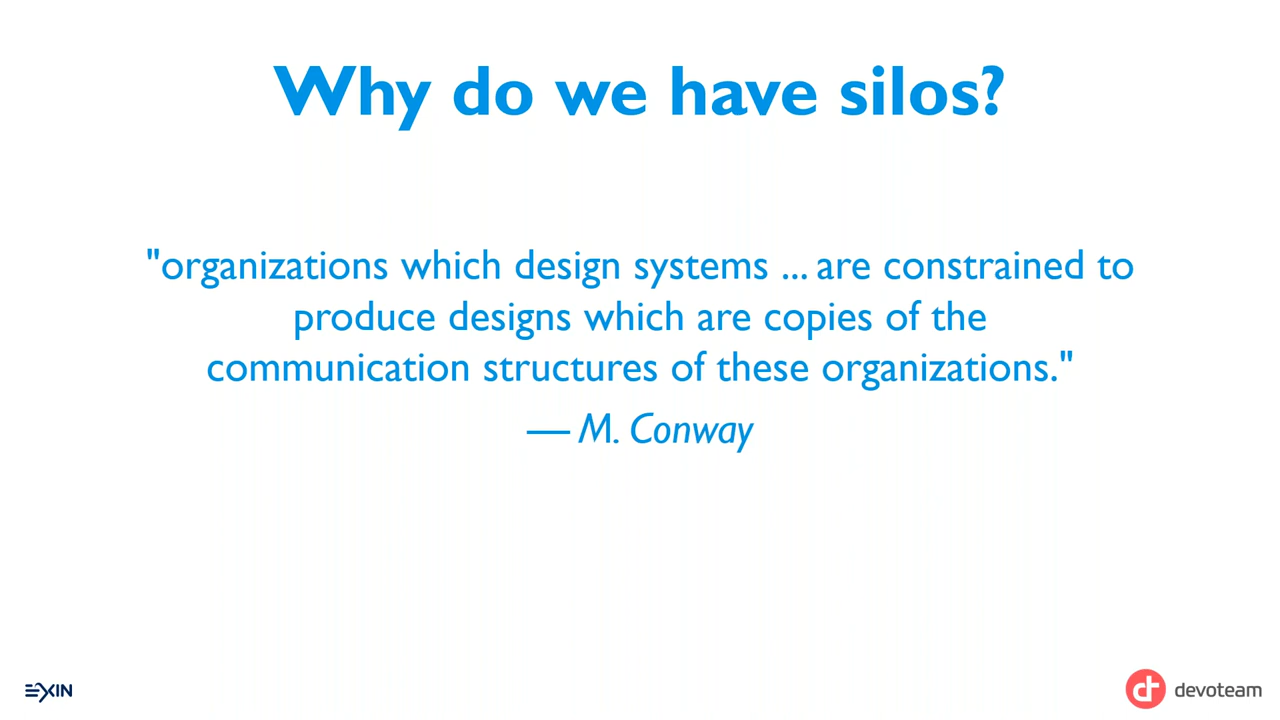 Why do we have silos?
"organizations which design systems ... are constrained to
produce designs which are copies of the
communication structures of these organizations."
— M. Conway
EXIN
devoteam